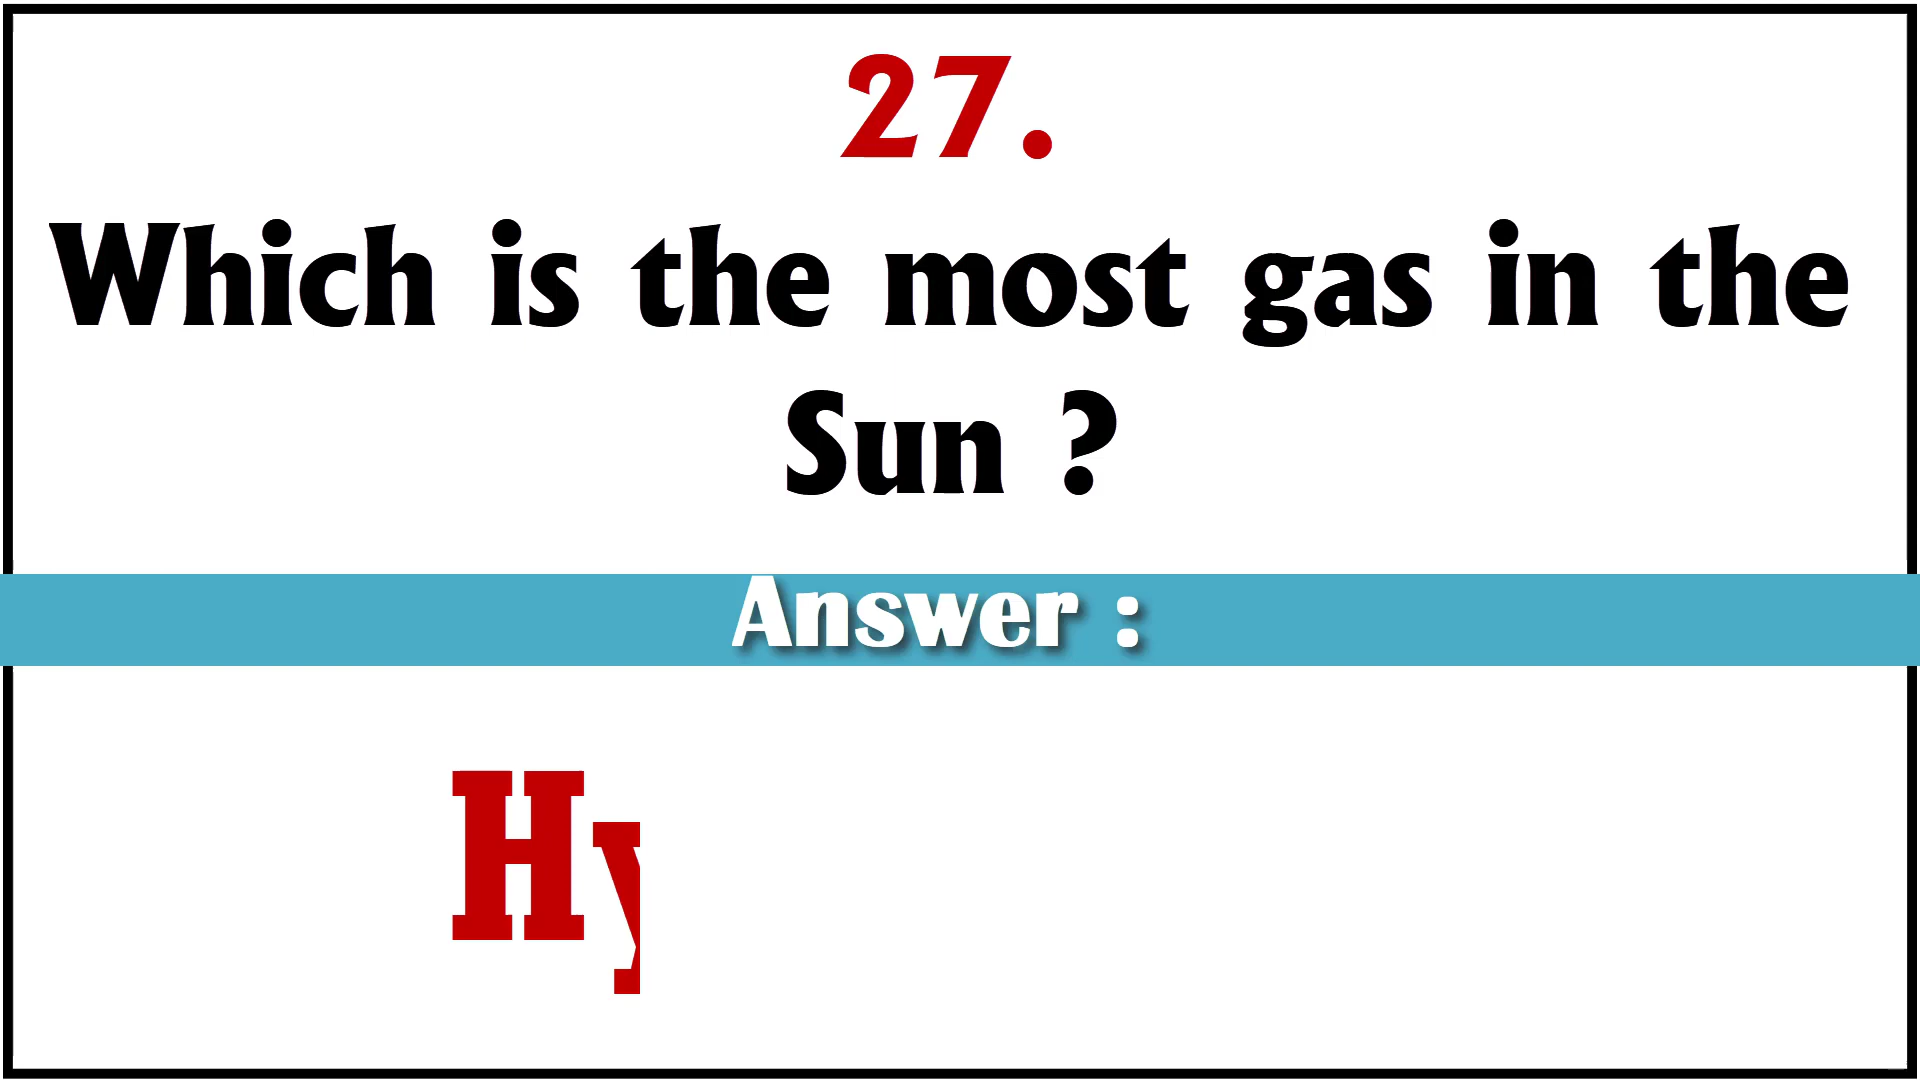 27.
Which is the most gas in the
Sun ?
Answer :
Hy